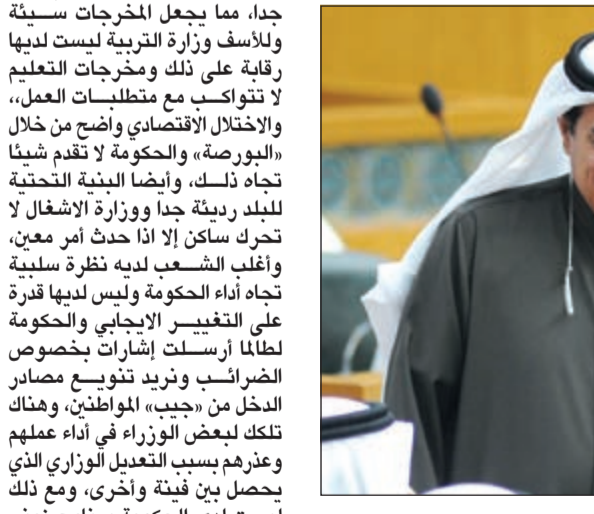 جدا، مما يجعل المخرجات سيئة
وللأسف وزارة التربية ليست لديها
رقابة على ذلك ومخرجات التعليم
لا تتواكب مع متطلبات العمل،،
والاختلال الاقتصادي واضح من خلال
«البورصة» والحكومة لا تقدم شيئا
تجاه ذلك، وأيضا البنية التحتية
للبلد رديئة جدا ووزارة الاشغال لا
تحرك ساكن إلا اذا حدث أمر معين،
وأغلب الشعب لديه نظرة سلبية
تجاه أداء الحكومة وليس لديها قدرة
على التغيير الايجابي والحكومة
لطالما أرسلت إشارات بخصوص
الضرائب ونريد تنويع مصادر
الدخل من «جيب» المواطنين، وهناك
تلكك لبعض الوزراء في أداء عملهم
وعذرهم بسبب التعديل الوزاري الذي
يحصل بين فينة وأخرى، ومع ذلك